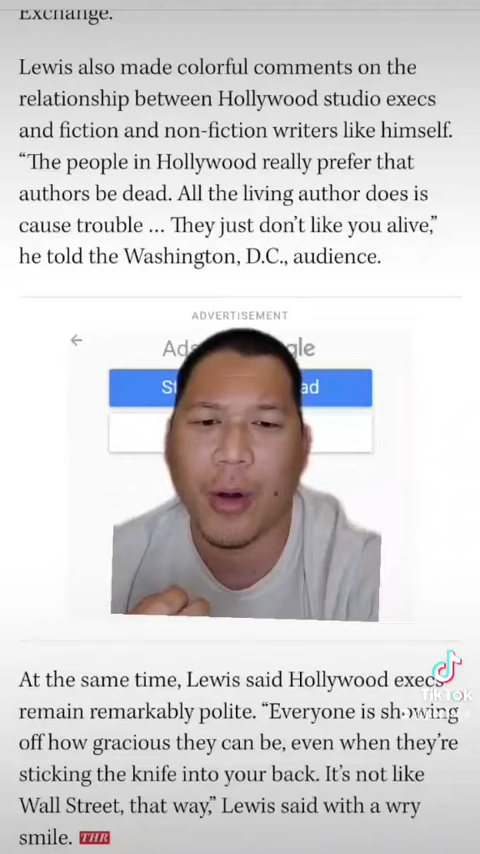 Exchange.
Lewis also made colorful comments on the
relationship between Hollywood studio execs
and fiction and non-fiction writers like himself.
“The people in Hollywood really prefer that
authors be dead. All the living author does is
cause trouble ... They just don’t like you alive,”
he told the Washington, D.C., audience.
ADVERTISEMENT
Ads gle
St ad
At the same time, Lewis said Hollywood execs
TikTok
remain remarkably polite. “Everyone is showing
off how gracious they can be, even when they’re
sticking the knife into your back. It’s not like
Wall Street, that way,” Lewis said with a wry
smile. THR